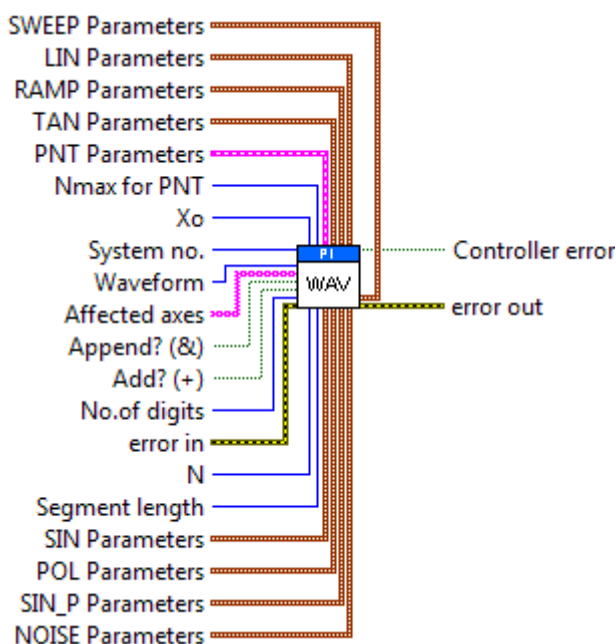 SWEEP Parameters
LIN Parameters
RAMP Parameters
TAN Parameters
PNT Parameters
Nmax for PNT
Xo
System no.
Waveform
Affected axes
Append? (&)
Add? (+)
No.of digits
error in
N
Segment length
SIN Parameters
POL Parameters
SIN_P Parameters
NOISE Parameters
PI
WAV
Controller error
error out